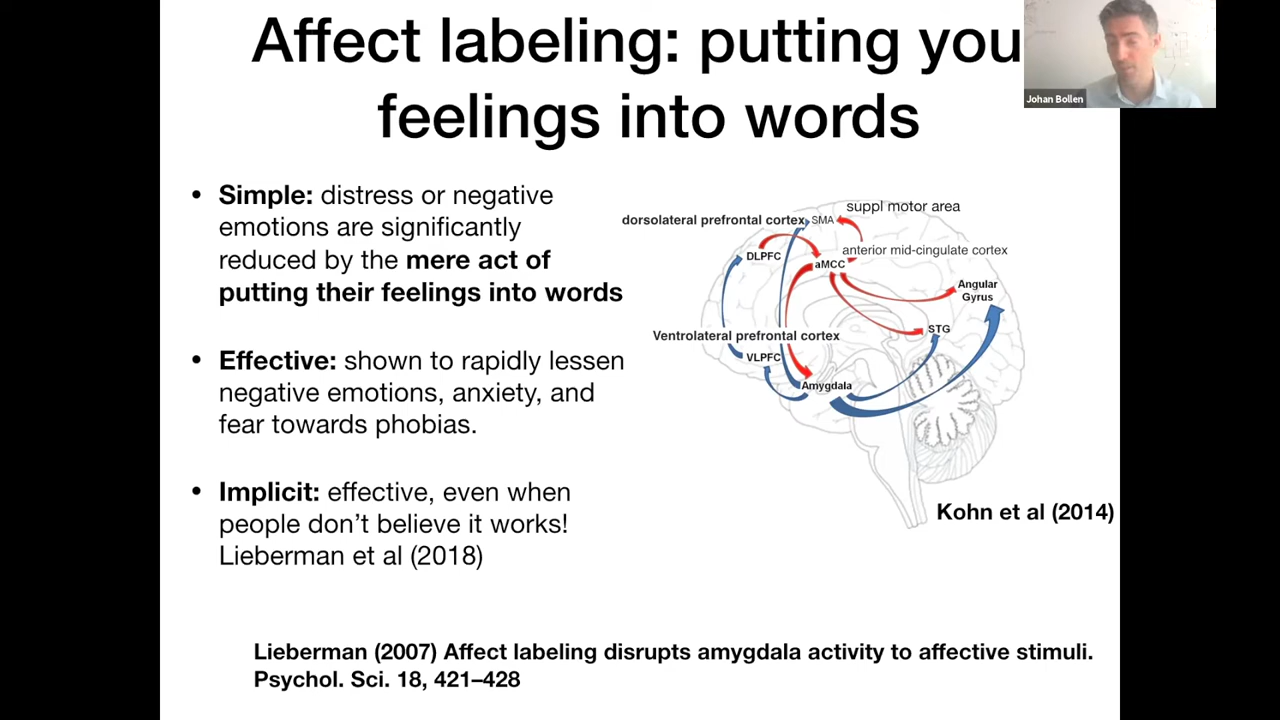 Affect labeling: putting you
feelings into words
Johan Bollen
• Simple: distress or negative
emotions are significantly
reduced by the mere act of
putting their feelings into words
• Effective: shown to rapidly lessen
negative emotions, anxiety, and
fear towards phobias.
• Implicit: effective, even when
people don't believe it works!
Lieberman et al (2018)
suppl motor area
dorsolateral prefrontal cortex
SMA
anterior mid-cingulate cortex
DLPFC
aMCC
Angular
Gyrus
STG
Ventrolateral prefrontal cortex
VLPFC
Amygdala
Kohn et al (2014)
Lieberman (2007) Affect labeling disrupts amygdala activity to affective stimuli.
Psychol. Sci. 18, 421–428